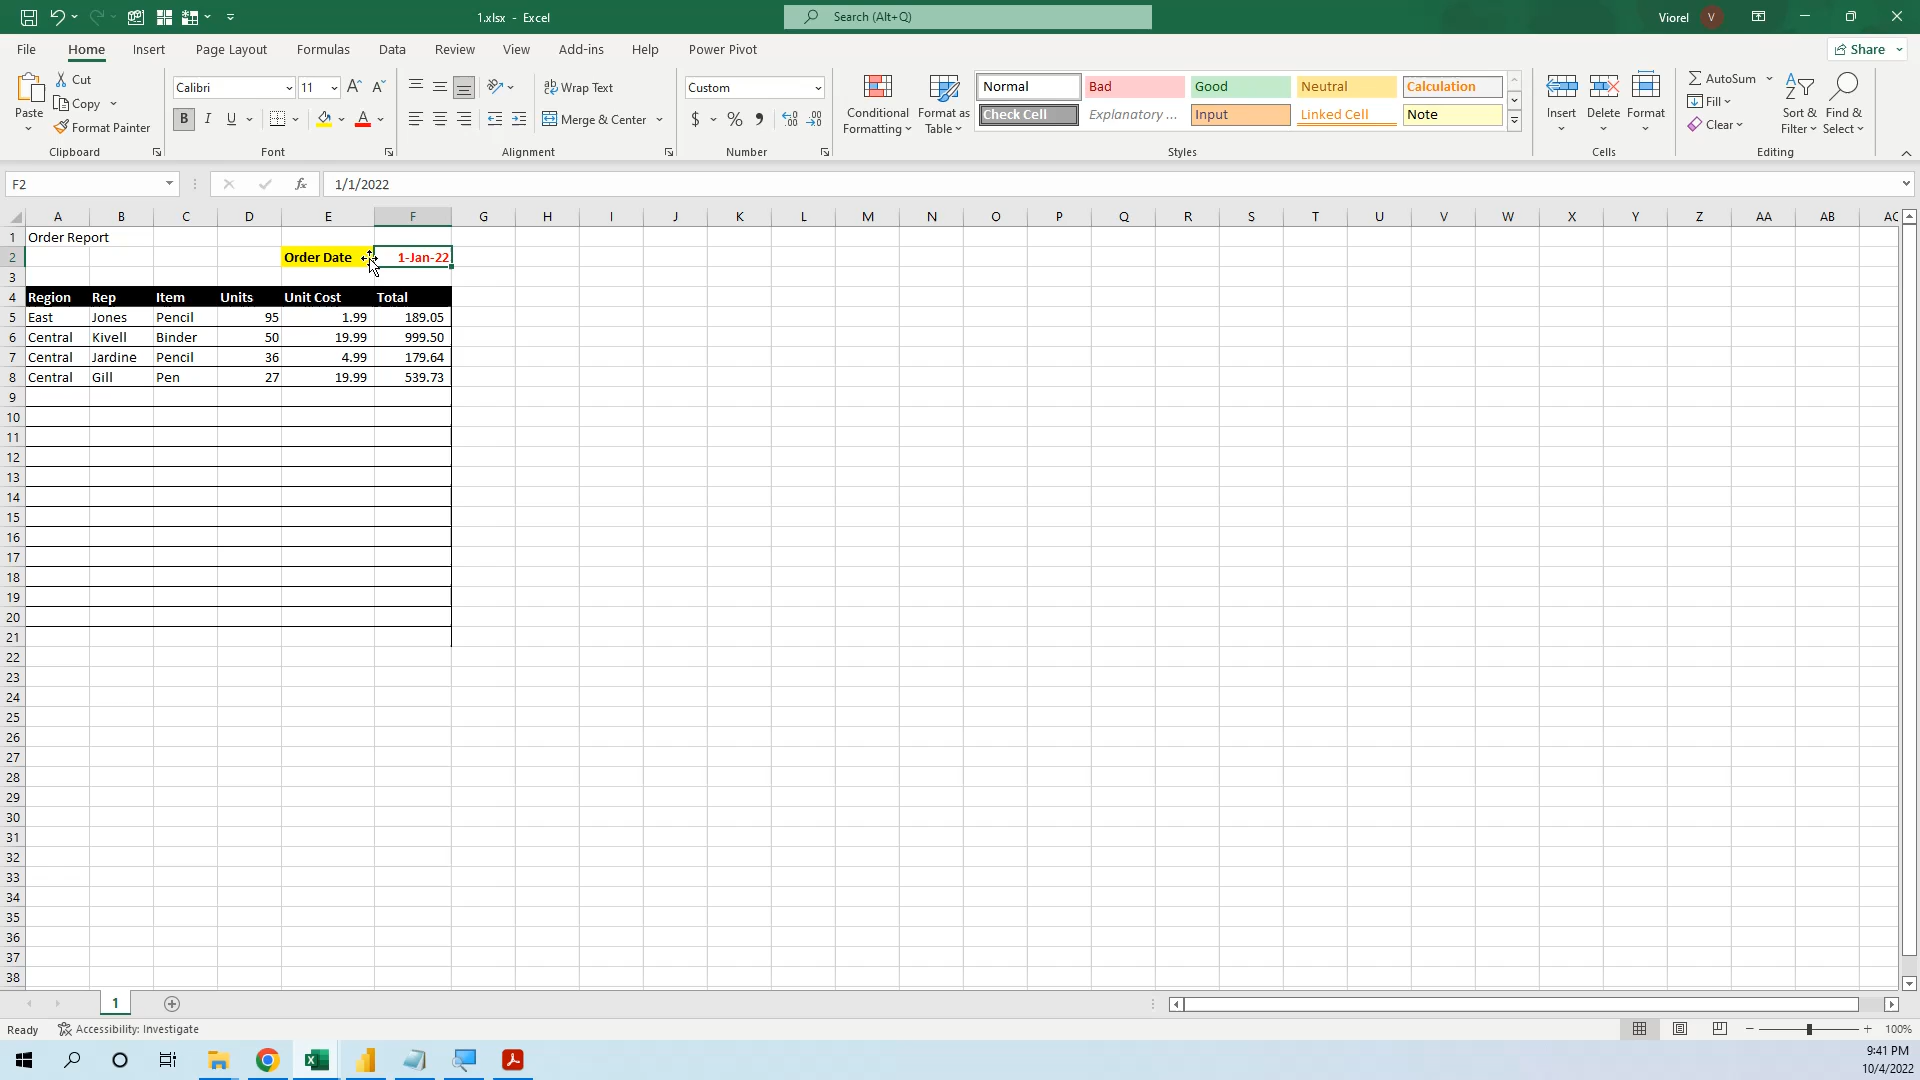 1.xlsx - Excel
Search (Alt+Q)
Viorel
V
File Home Insert Page Layout Formulas Data Review View Add-ins Help Power Pivot
Share
Paste
Cut
Copy
Format Painter
Clipboard
Calibri 11
B I U
Font
Wrap Text
Merge & Center
Alignment
Custom
$ % 9
Number
Conditional Formatting
Format as Table
Normal Bad Good Neutral Calculation
Check Cell Explanatory ... Input Linked Cell Note
Styles
Insert Delete Format
Cells
AutoSum
Fill
Clear
Sort & Filter
Find & Select
Editing
F2
fx
1/1/2022
A B C D E F G H I J K L M N O P Q R S T U V W X Y Z AA AB AC
1 Order Report
2 Order Date 1-Jan-22
3
4 Region Rep Item Units Unit Cost Total
5 East Jones Pencil 95 1.99 189.05
6 Central Kivell Binder 50 19.99 999.50
7 Central Jardine Pencil 36 4.99 179.64
8 Central Gill Pen 27 19.99 539.73
9
10
11
12
13
14
15
16
17
18
19
20
21
22
23
24
25
26
27
28
29
30
31
32
33
34
35
36
37
38
1
Ready
Accessibility: Investigate
100%
9:41 PM
10/4/2022